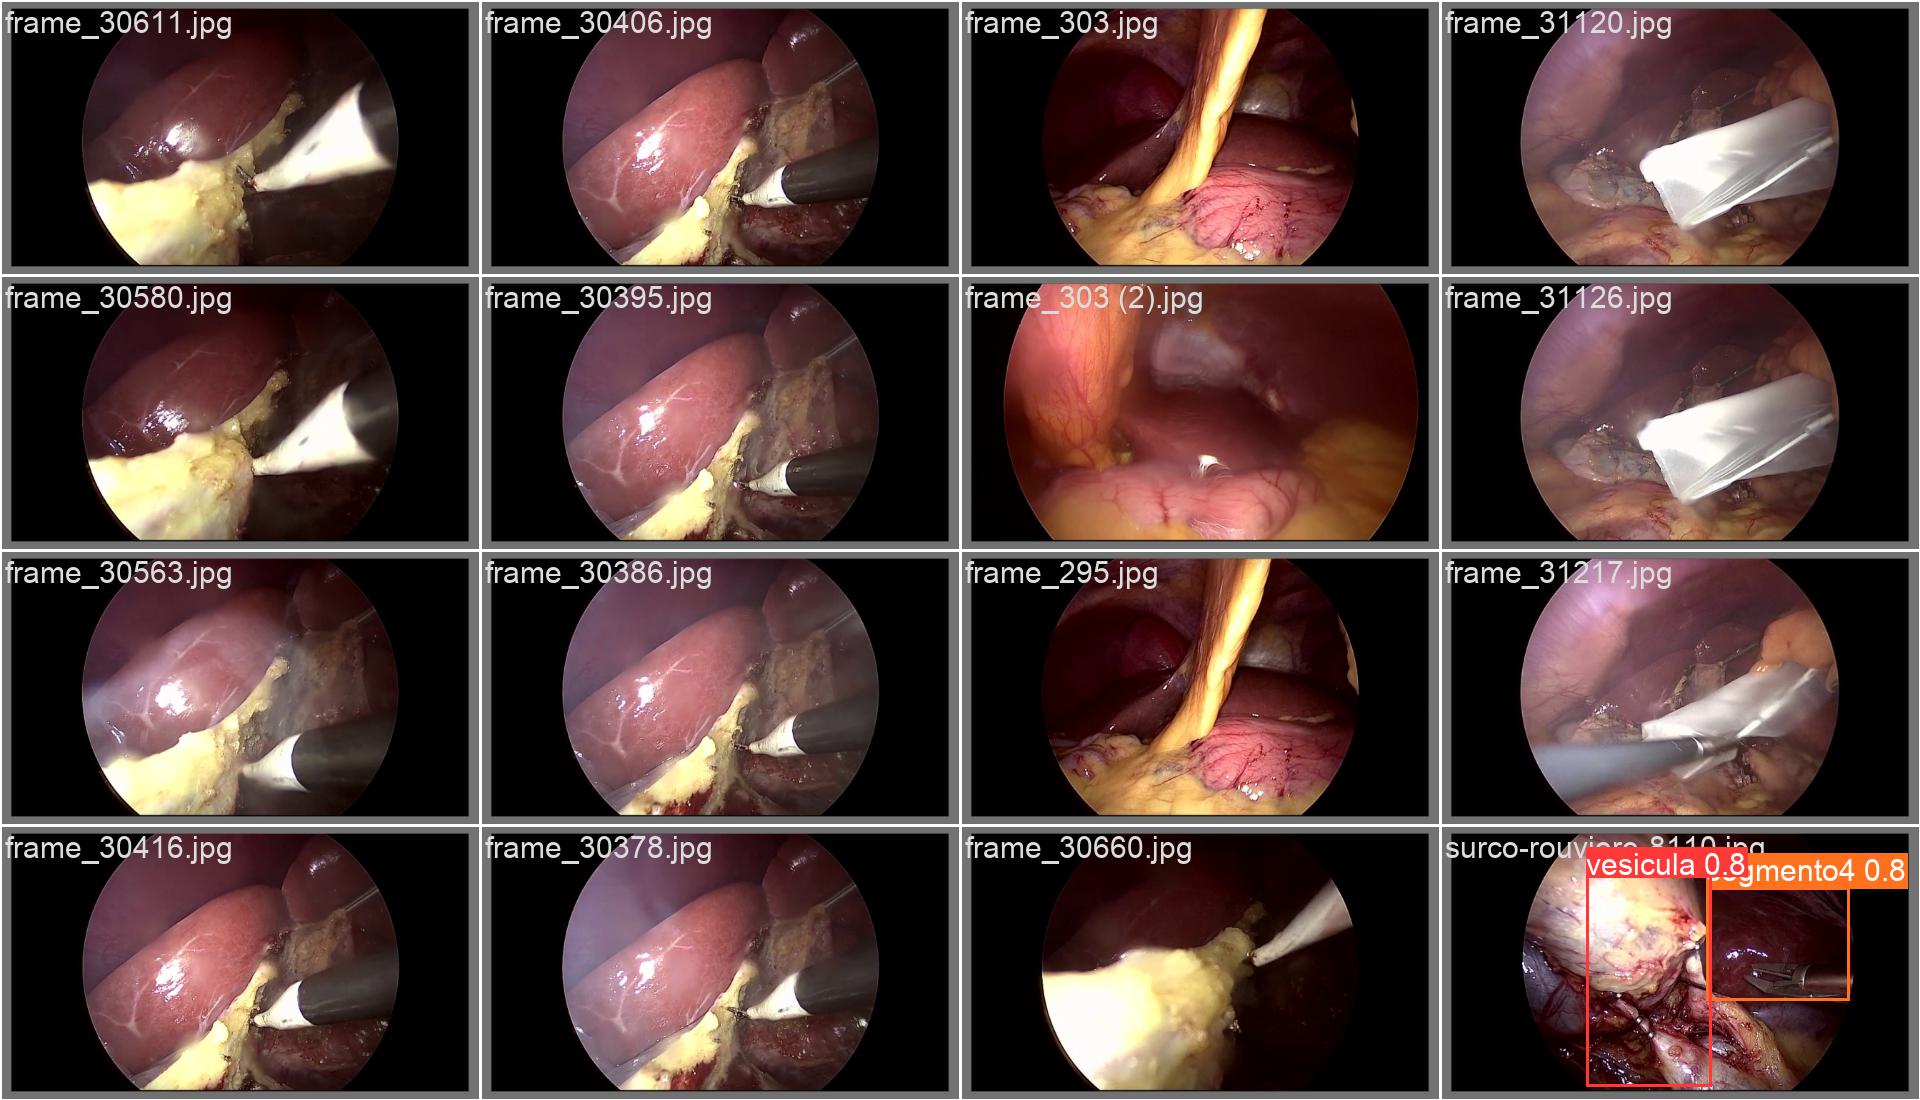 frame_30611.jpg
frame_30406.jpg
frame_303.jpg
frame_31120.jpg
frame_30580.jpg
frame_30395.jpg
frame_303 (2).jpg
frame_31126.jpg
frame_30563.jpg
frame_30386.jpg
frame_295.jpg
frame_31217.jpg
frame_30416.jpg
frame_30378.jpg
frame_30660.jpg
vesicula 0.8
0.8